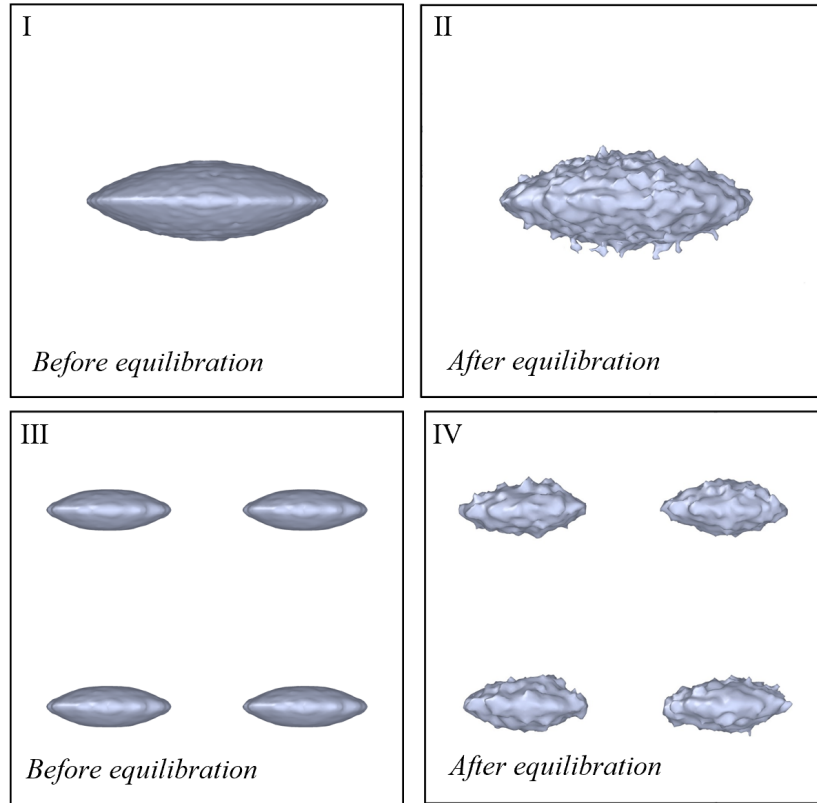 I
Before equilibration
II
After equilibration
III
Before equilibration
IV
After equilibration